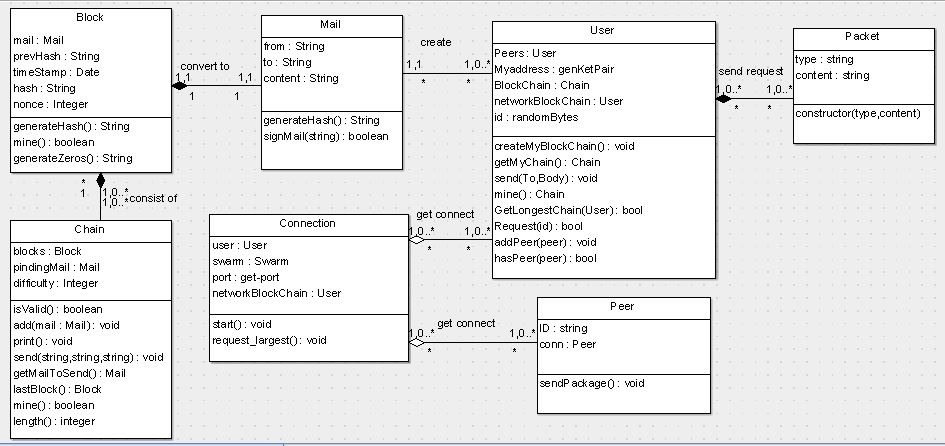 Block
mail : Mail
prevHash : String
timeStamp : Date
hash : String
nonce : Integer
generateHash() : String
mine() : boolean
generateZeros() : String
convert to
1,1
1,1
1
1
Mail
from : String
to : String
content : String
generateHash() : String
signMail(string) : boolean
create
1,1
1,0..*
*
*
User
Peers : User
Myaddress : genKetPair
BlockChain : Chain
networkBlockChain : User
id : randomBytes
createMyBlockChain() : void
getMyChain() : Chain
send(To,Body) : void
mine() : Chain
GetLongestChain(User) : bool
Request(id) : bool
addPeer(peer) : void
hasPeer(peer) : bool
send request
1,0..*
1,0..*
*
*
Packet
type : string
content : string
constructor(type,content)
*
1
1,0..*
1,0..*
consist of
Chain
blocks : Block
pindingMail : Mail
difficulty : Integer
isValid() : boolean
add(mail : Mail) : void
print() : void
send(string,string,string) : void
getMailToSend() : Mail
lastBlock() : Block
mine() : boolean
length() : integer
Connection
user : User
swarm : Swarm
port : get-port
networkBlockChain : User
start() : void
request_largest() : void
get connect
1,0..*
1,0..*
*
*
get connect
1,0..*
1,0..*
*
*
Peer
ID : string
conn : Peer
sendPackage() : void